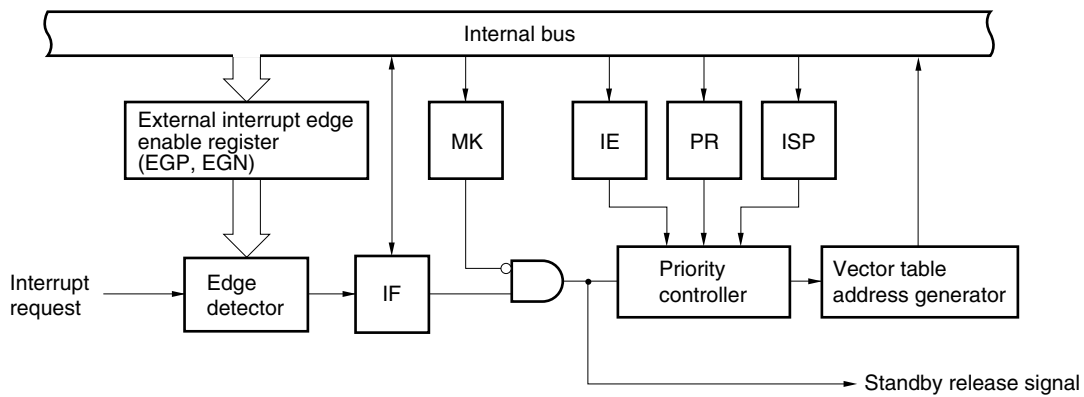 Internal bus
External interrupt edge
enable register
(EGP, EGN)
MK
IE
PR
ISP
Interrupt
request
Edge
detector
IF
Priority
controller
Vector table
address generator
Standby release signal